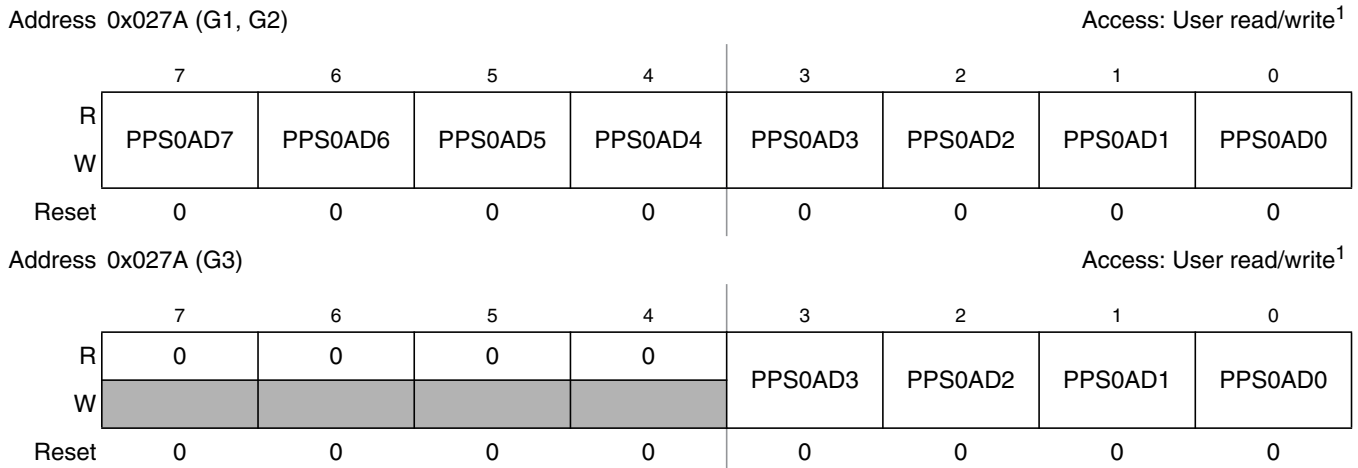 Address 0x027A (G1, G2) Access: User read/write1
7 6 5 4 3 2 1 0
R
W
PPS0AD7 PPS0AD6 PPS0AD5 PPS0AD4 PPS0AD3 PPS0AD2 PPS0AD1 PPS0AD0
Reset 0 0 0 0 0 0 0 0
Address 0x027A (G3) Access: User read/write1
7 6 5 4 3 2 1 0
R 0 0 0 0
W
PPS0AD3 PPS0AD2 PPS0AD1 PPS0AD0
Reset 0 0 0 0 0 0 0 0